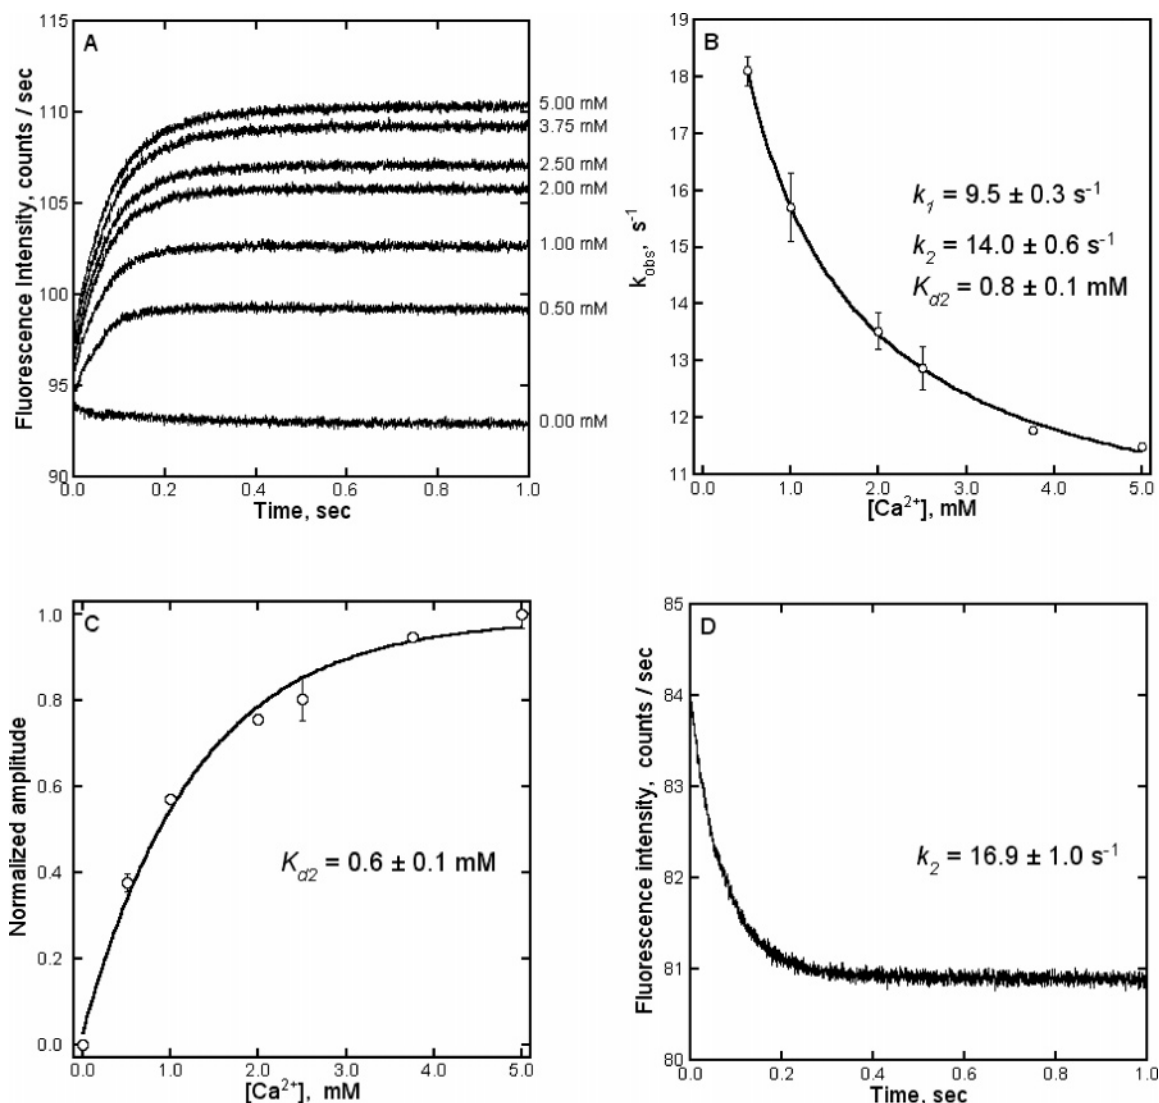 A
Fluorescence Intensity, counts / sec
115
110
105
100
95
90
0.0 0.2 0.4 0.6 0.8 1.0
Time, sec
5.00 mM
3.75 mM
2.50 mM
2.00 mM
1.00 mM
0.50 mM
0.00 mM
B
k_obs, s⁻¹
19
18
17
16
15
14
13
12
11
0.0 1.0 2.0 3.0 4.0 5.0
[Ca²⁺], mM
k₁ = 9.5 ± 0.3 s⁻¹
k₂ = 14.0 ± 0.6 s⁻¹
K_d2 = 0.8 ± 0.1 mM
C
Normalized amplitude
1.0
0.8
0.6
0.4
0.2
0.0
0.0 1.0 2.0 3.0 4.0 5.0
[Ca²⁺], mM
K_d2 = 0.6 ± 0.1 mM
D
Fluorescence intensity, counts / sec
85
84
83
82
81
80
0.0 0.2 0.4 0.6 0.8 1.0
Time, sec
k₂ = 16.9 ± 1.0 s⁻¹